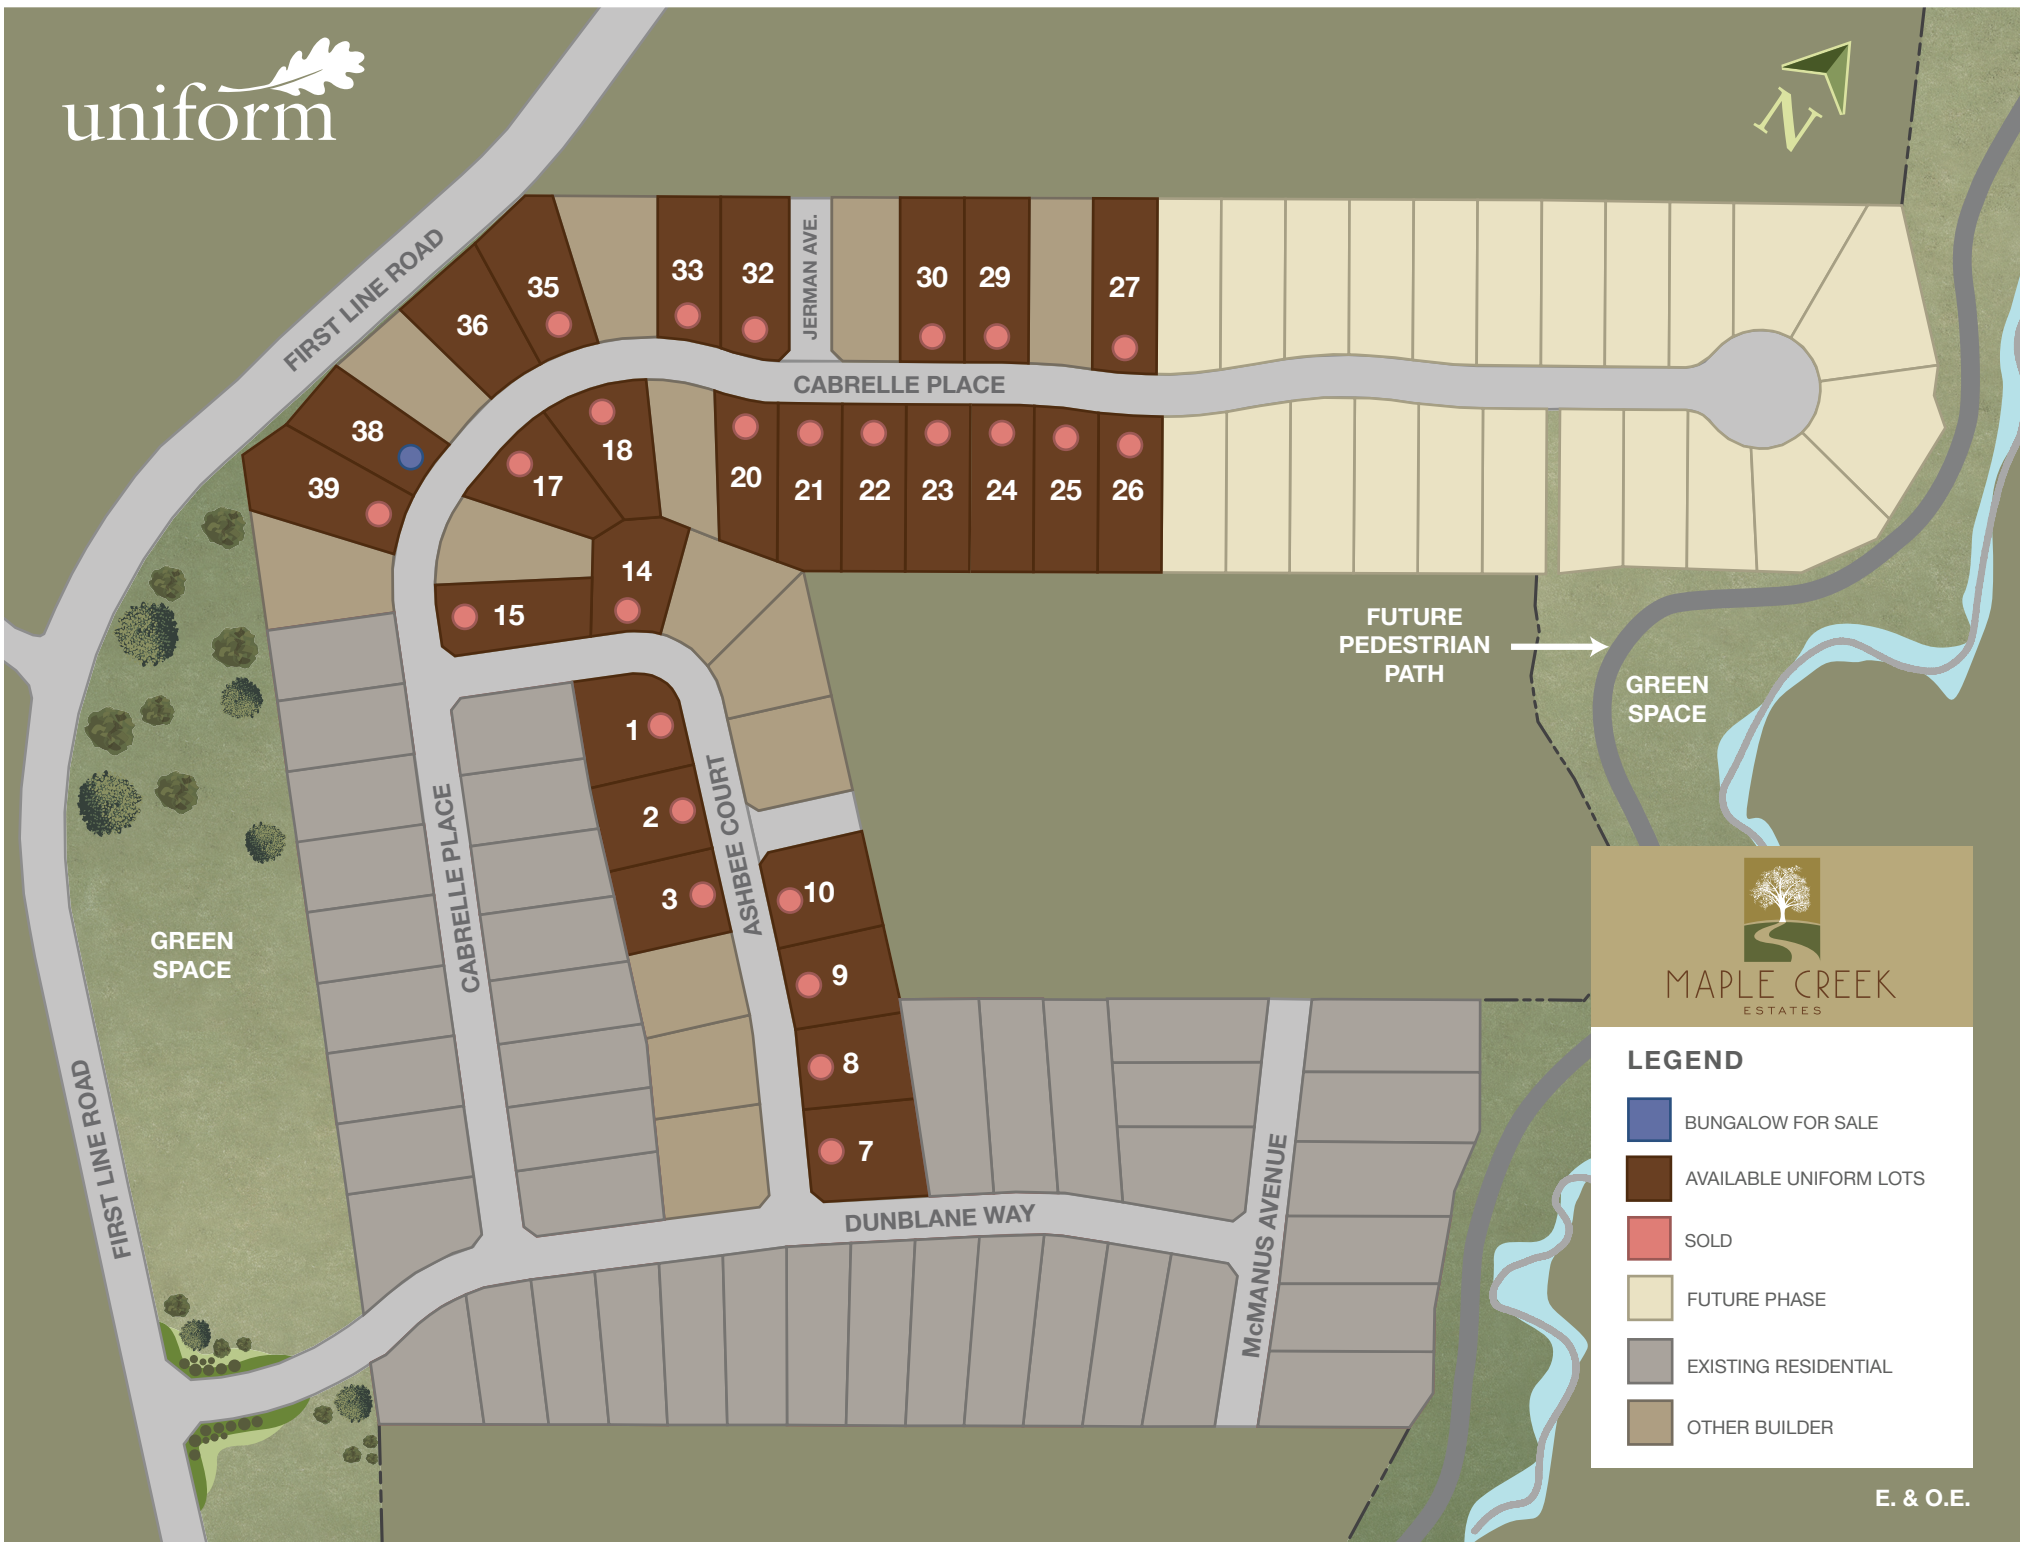 uniform
N
FIRST LINE ROAD
35
36
33
32
JERMAN AVE.
30
29
27
CABRELLE PLACE
38
39
17
18
20
21
22
23
24
25
26
14
15
FUTURE
PEDESTRIAN
PATH
GREEN
SPACE
1
2
3
CABRELLE PLACE
ASHBEE COURT
10
9
8
7
GREEN
SPACE
FIRST LINE ROAD
DUNBLANE WAY
McMANUS AVENUE
MAPLE CREEK
ESTATES
LEGEND
BUNGALOW FOR SALE
AVAILABLE UNIFORM LOTS
SOLD
FUTURE PHASE
EXISTING RESIDENTIAL
OTHER BUILDER
E. & O.E.